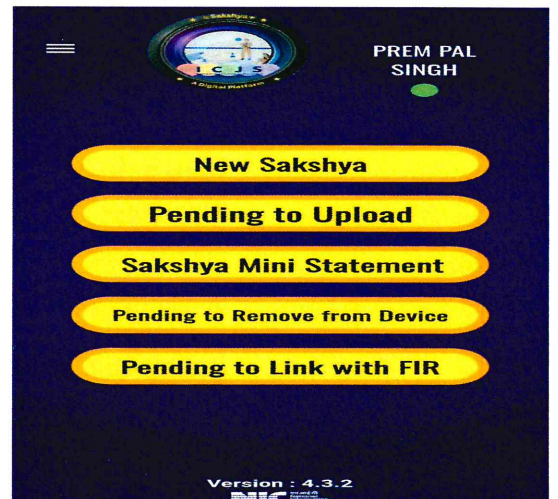 e Sakshya
PREM PAL
SINGH
I C J S
A Digital Platform
New Sakshya
Pending to Upload
Sakshya Mini Statement
Pending to Remove from Device
Pending to Link with FIR
Version : 4.3.2
NIC